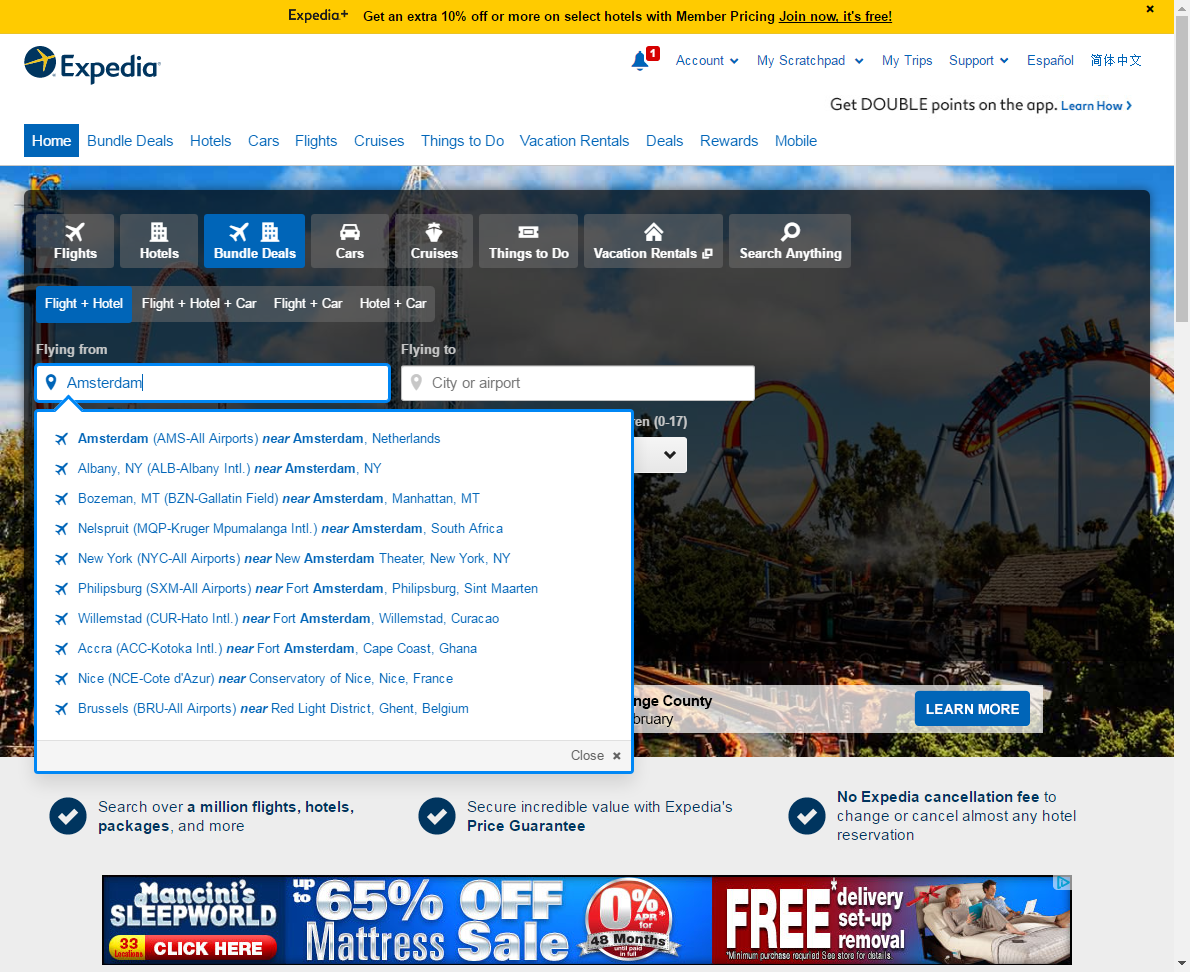 Expedia+ Get an extra 10% off or more on select hotels with Member Pricing Join now, it's free!
Expedia
1 Account My Scratchpad My Trips Support Español 简体中文
Get DOUBLE points on the app. Learn How
Home Bundle Deals Hotels Cars Flights Cruises Things to Do Vacation Rentals Deals Rewards Mobile
Flights Hotels Bundle Deals Cars Cruises Things to Do Vacation Rentals Search Anything
Flight + Hotel Flight + Hotel + Car Flight + Car Hotel + Car
Flying from Flying to
Amsterdam City or airport
ren (0-17)
Amsterdam (AMS-All Airports) near Amsterdam, Netherlands
Albany, NY (ALB-Albany Intl.) near Amsterdam, NY
Bozeman, MT (BZN-Gallatin Field) near Amsterdam, Manhattan, MT
Nelspruit (MQP-Kruger Mpumalanga Intl.) near Amsterdam, South Africa
New York (NYC-All Airports) near New Amsterdam Theater, New York, NY
Philipsburg (SXM-All Airports) near Fort Amsterdam, Philipsburg, Sint Maarten
Willemstad (CUR-Hato Intl.) near Fort Amsterdam, Willemstad, Curacao
Accra (ACC-Kotoka Intl.) near Fort Amsterdam, Cape Coast, Ghana
Nice (NCE-Cote d'Azur) near Conservatory of Nice, Nice, France
Brussels (BRU-All Airports) near Red Light District, Ghent, Belgium
Close
nge County
bruary
LEARN MORE
Search over a million flights, hotels,
packages, and more
Secure incredible value with Expedia's
Price Guarantee
No Expedia cancellation fee to
change or cancel almost any hotel
reservation
Mancini's
SLEEPWORLD
33 Locations CLICK HERE
up to 65% OFF
Mattress Sale
0% APR* for
48 Months
until paid in full
FREE* delivery
set-up
removal
*Minimum purchase required See store for details